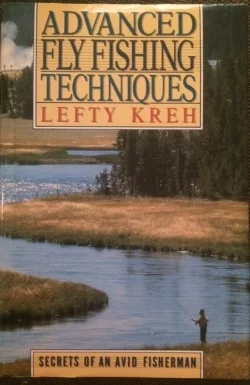 ADVANCED
FLY FISHING
TECHNIQUES
LEFTY KREH
SECRETS OF AN AVID FISHERMAN